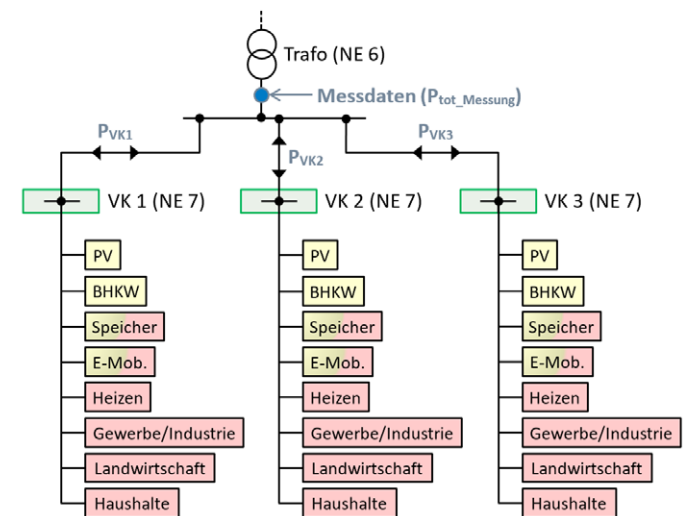 Trafo (NE 6)
Messdaten (Ptot_Messung)
PVK1
PVK2
PVK3
VK 1 (NE 7)
VK 2 (NE 7)
VK 3 (NE 7)
PV
BHKW
Speicher
E-Mob.
Heizen
Gewerbe/Industrie
Landwirtschaft
Haushalte
PV
BHKW
Speicher
E-Mob.
Heizen
Gewerbe/Industrie
Landwirtschaft
Haushalte
PV
BHKW
Speicher
E-Mob.
Heizen
Gewerbe/Industrie
Landwirtschaft
Haushalte